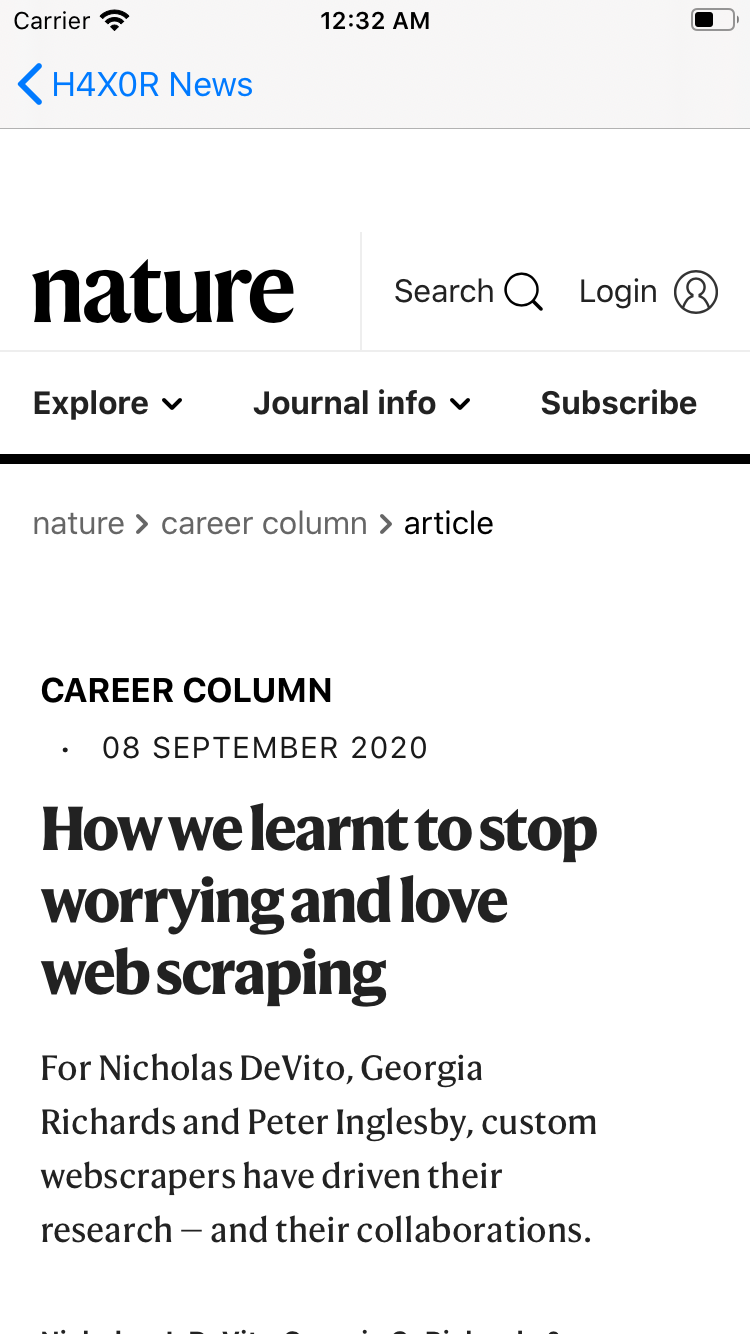 Carrier 12:32 AM
H4X0R News
nature Search Login
Explore Journal info Subscribe
nature > career column > article
CAREER COLUMN
· 08 SEPTEMBER 2020
How we learnt to stop
worrying and love
web scraping
For Nicholas DeVito, Georgia
Richards and Peter Inglesby, custom
webscrapers have driven their
research — and their collaborations.